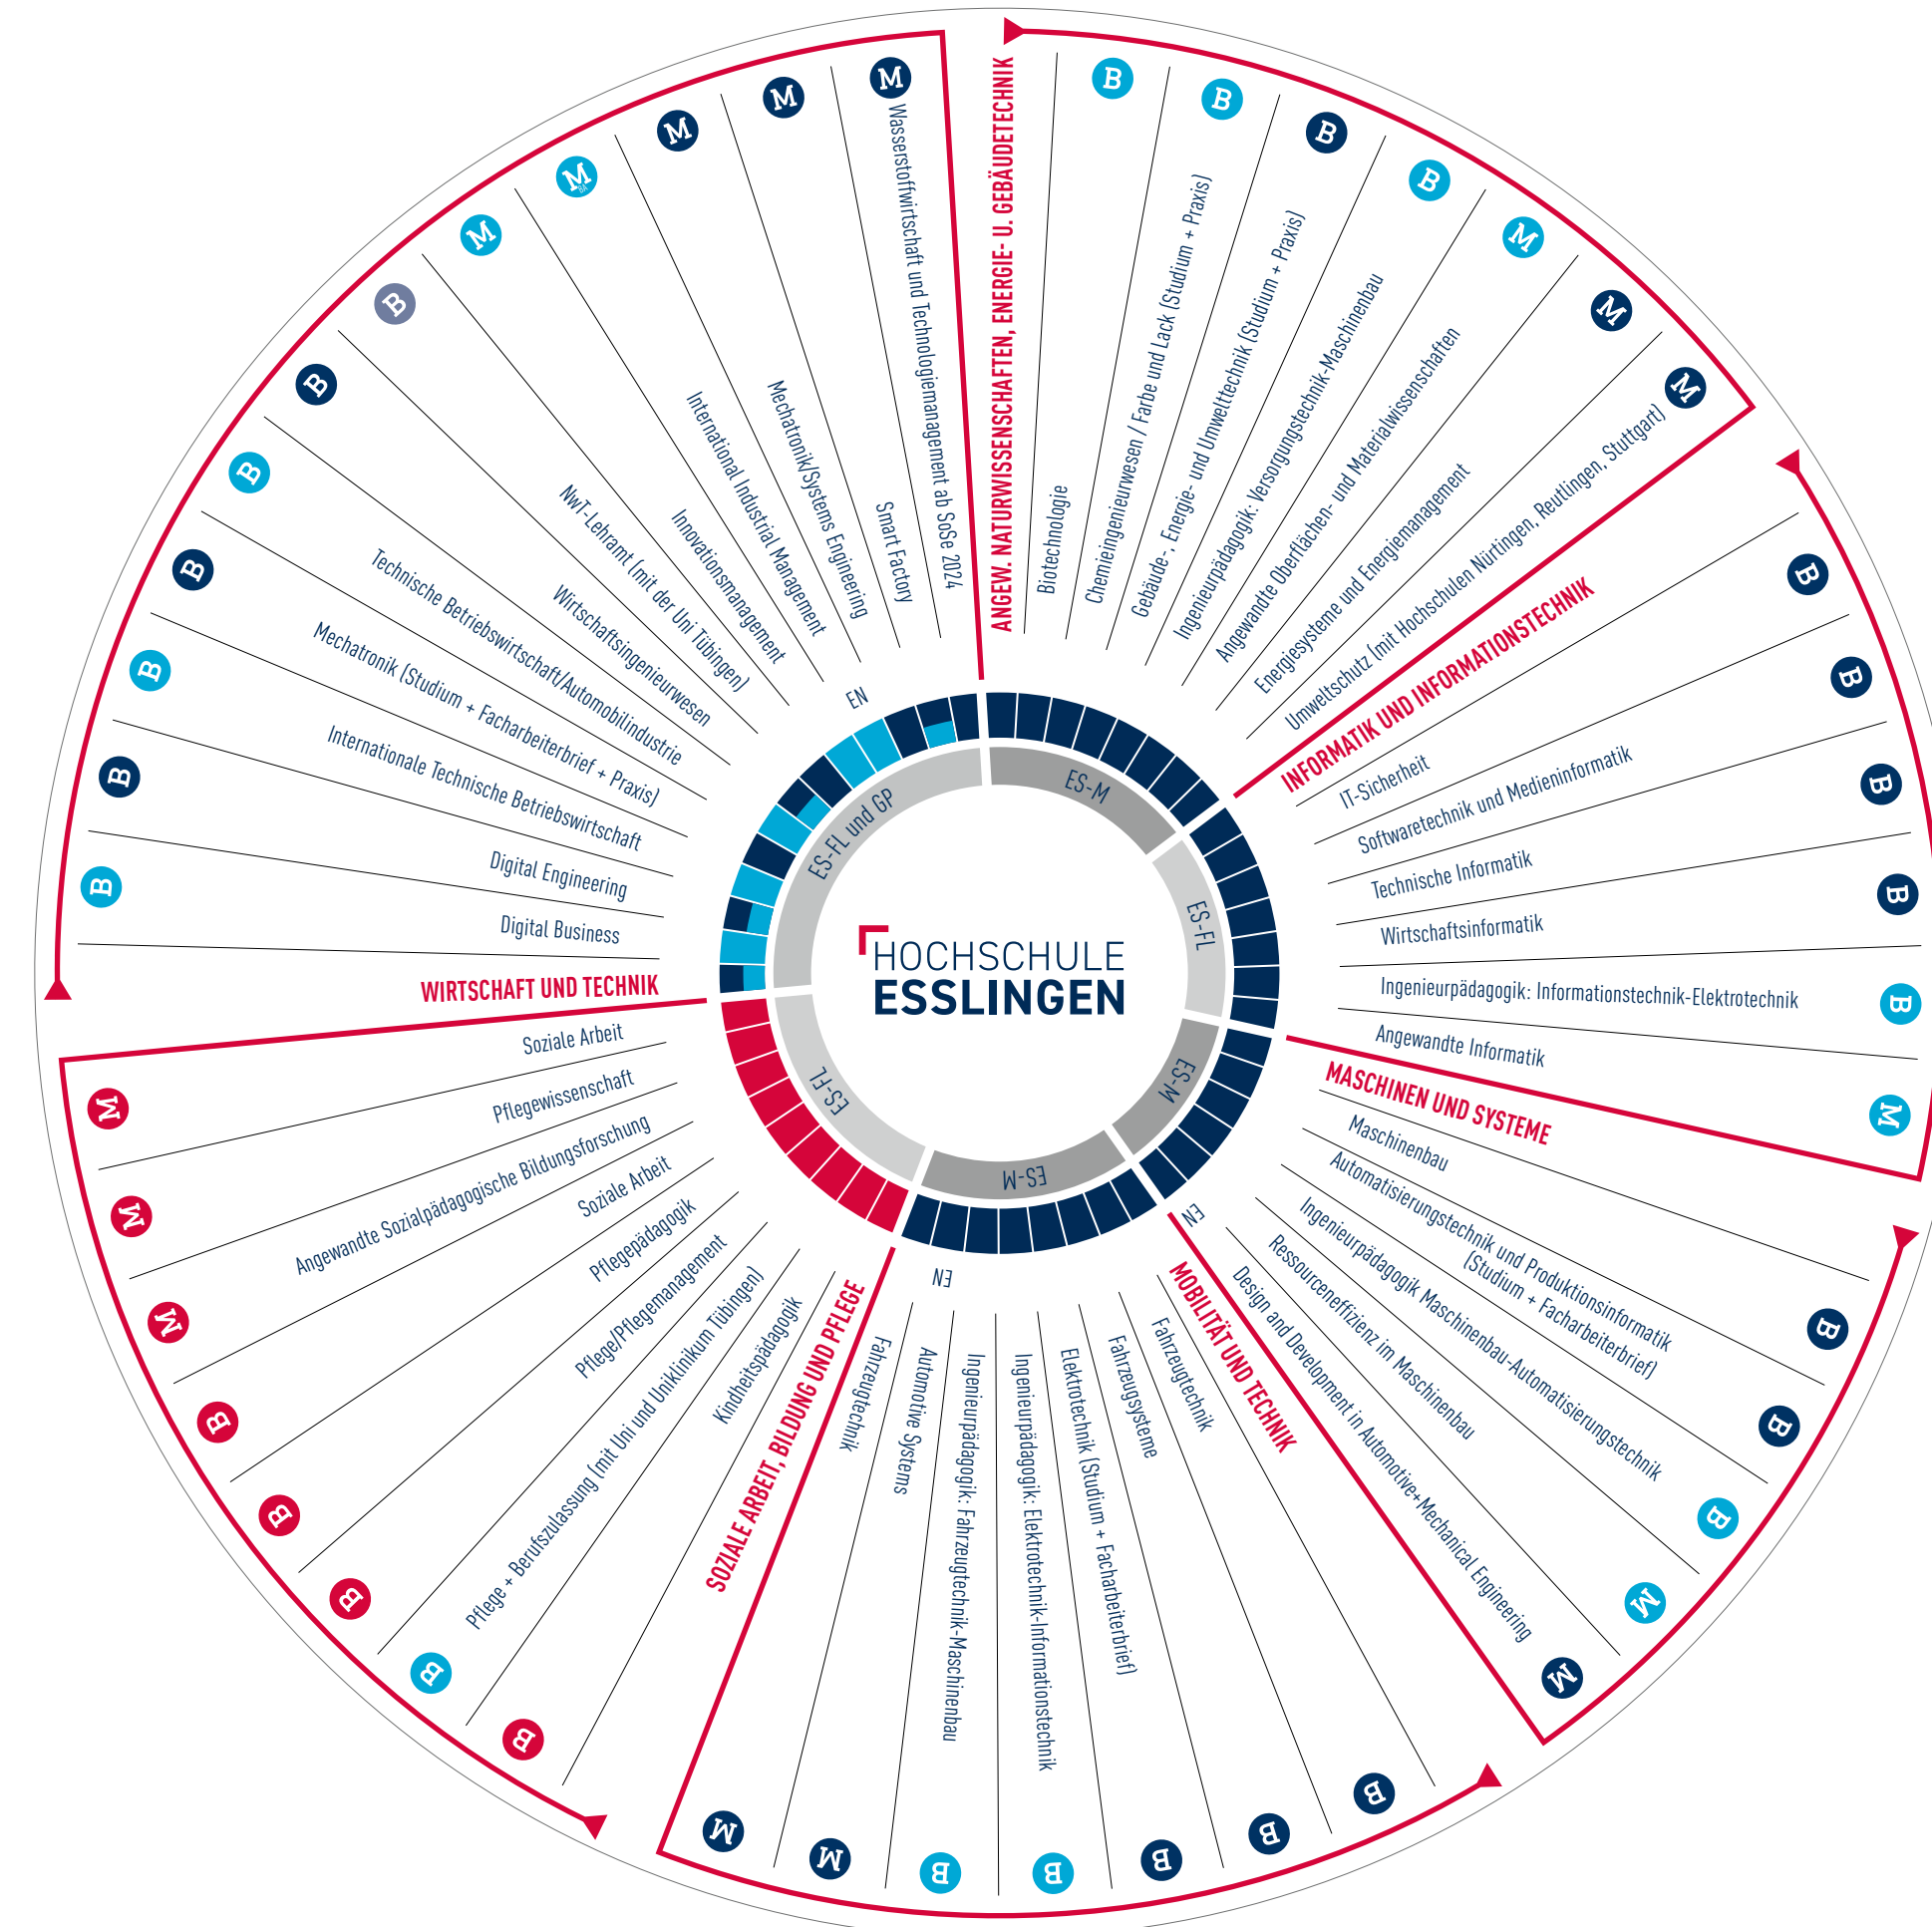 HOCHSCHULE
ESSLINGEN
ANGEW. NATURWISSENSCHAFTEN, ENERGIE- U. GEBÄUDETECHNIK
B
Biotechnologie
B
Chemieingenieurwesen / Farbe und Lack (Studium + Praxis)
B
Gebäude-, Energie- und Umwelttechnik (Studium + Praxis)
B
Ingenieurpädagogik: Versorgungstechnik-Maschinenbau
M
Angewandte Oberflächen- und Materialwissenschaften
M
Energiesysteme und Energiemanagement
M
Umweltschutz (mit Hochschulen Nürtingen, Reutlingen, Stuttgart)
ES-M
INFORMATIK UND INFORMATIONSTECHNIK
B
IT-Sicherheit
B
Softwaretechnik und Medieninformatik
B
Technische Informatik
B
Wirtschaftsinformatik
B
Ingenieurpädagogik: Informationstechnik-Elektrotechnik
M
Angewandte Informatik
ES-FL
MASCHINEN UND SYSTEME
B
Maschinenbau
B
Automatisierungstechnik und Produktionsinformatik
(Studium + Facharbeiterbrief)
B
Ingenieurpädagogik Maschinenbau-Automatisierungstechnik
M
Ressourceneffizienz im Maschinenbau
M
Design and Development in Automotive+Mechanical Engineering
EN
ES-M
MOBILITÄT UND TECHNIK
B
Fahrzeugtechnik
B
Fahrzeugsysteme
B
Elektrotechnik (Studium + Facharbeiterbrief)
B
Ingenieurpädagogik: Elektrotechnik-Informationstechnik
B
Ingenieurpädagogik: Fahrzeugtechnik-Maschinenbau
M
Automotive Systems
EN
M
Fahrzeugtechnik
ES-M
SOZIALE ARBEIT, BILDUNG UND PFLEGE
B
Kindheitspädagogik
B
Pflege + Berufszulassung (mit Uni und Uniklinikum Tübingen)
B
Pflege/Pflegemanagement
B
Pflegepädagogik
B
Soziale Arbeit
M
Angewandte Sozialpädagogische Bildungsforschung
M
Pflegewissenschaft
M
Soziale Arbeit
ES-FL
WIRTSCHAFT UND TECHNIK
B
Digital Business
B
Digital Engineering
B
Internationale Technische Betriebswirtschaft
B
Mechatronik (Studium + Facharbeiterbrief + Praxis)
B
Technische Betriebswirtschaft/Automobilindustrie
B
Wirtschaftsingenieurwesen
B
NwT-Lehramt (mit der Uni Tübingen)
M
Innovationsmanagement
M
BA
International Industrial Management
EN
M
Mechatronik/Systems Engineering
M
Smart Factory
M
Wasserstoffwirtschaft und Technologiemanagement ab SoSe 2024
ES-FL und GP